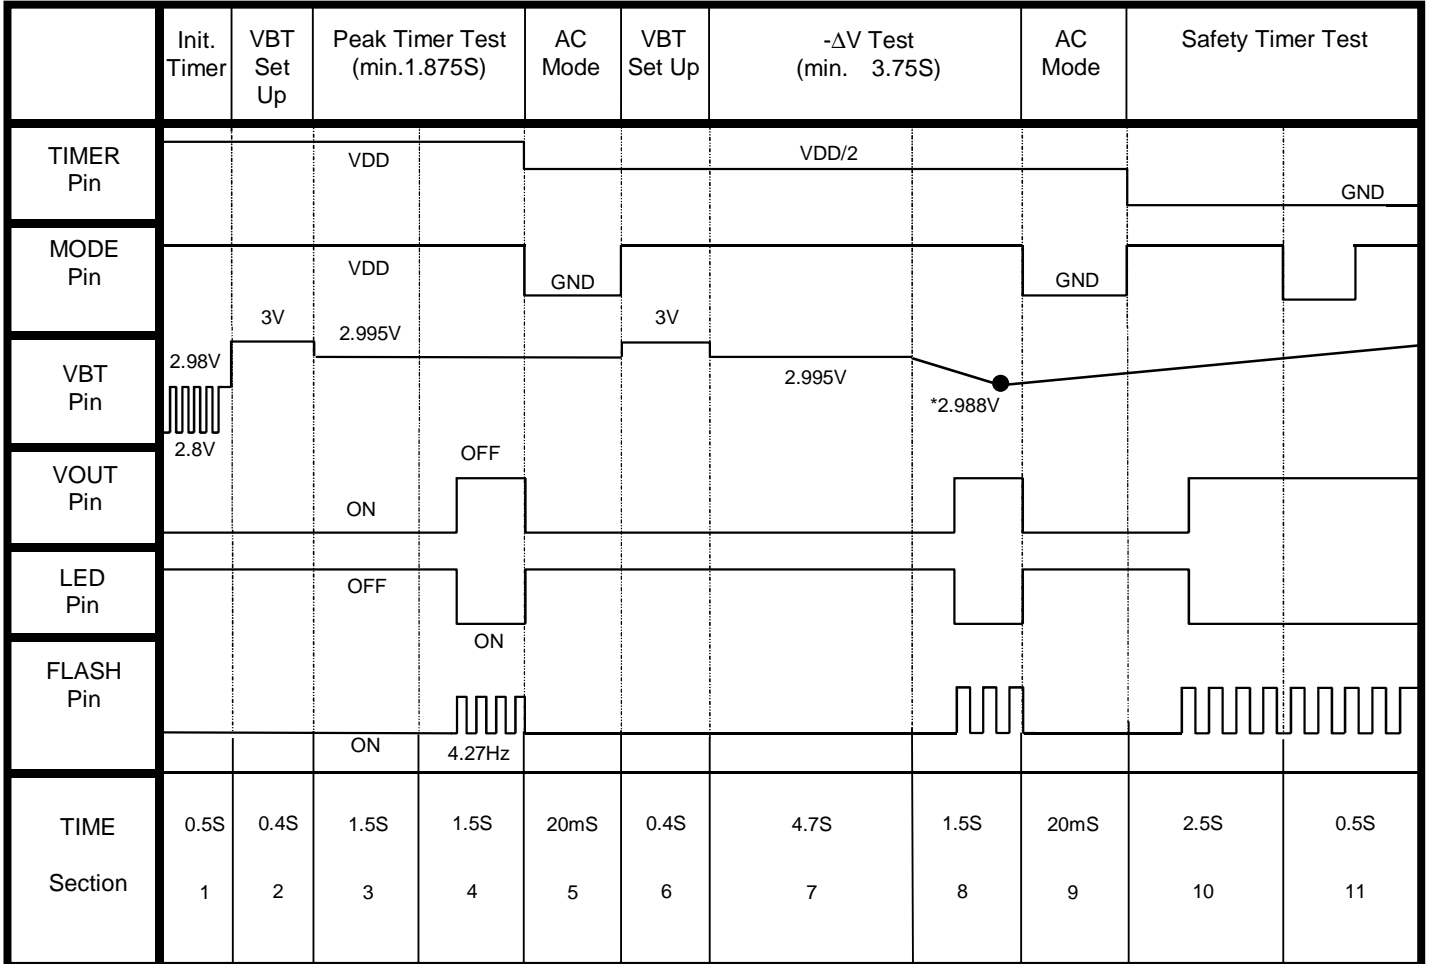 Init.
Timer
VBT
Set
Up
Peak Timer Test
(min.1.875S)
AC
Mode
VBT
Set Up
-∆V Test
(min. 3.75S)
AC
Mode
Safety Timer Test
TIMER
Pin
VDD
VDD/2
GND
MODE
Pin
VDD
GND
GND
VBT
Pin
2.98V
2.8V
3V
2.995V
3V
2.995V
*2.988V
VOUT
Pin
ON
OFF
LED
Pin
OFF
ON
FLASH
Pin
ON
4.27Hz
TIME
0.5S 0.4S 1.5S 1.5S 20mS 0.4S 4.7S 1.5S 20mS 2.5S 0.5S
Section
1 2 3 4 5 6 7 8 9 10 11